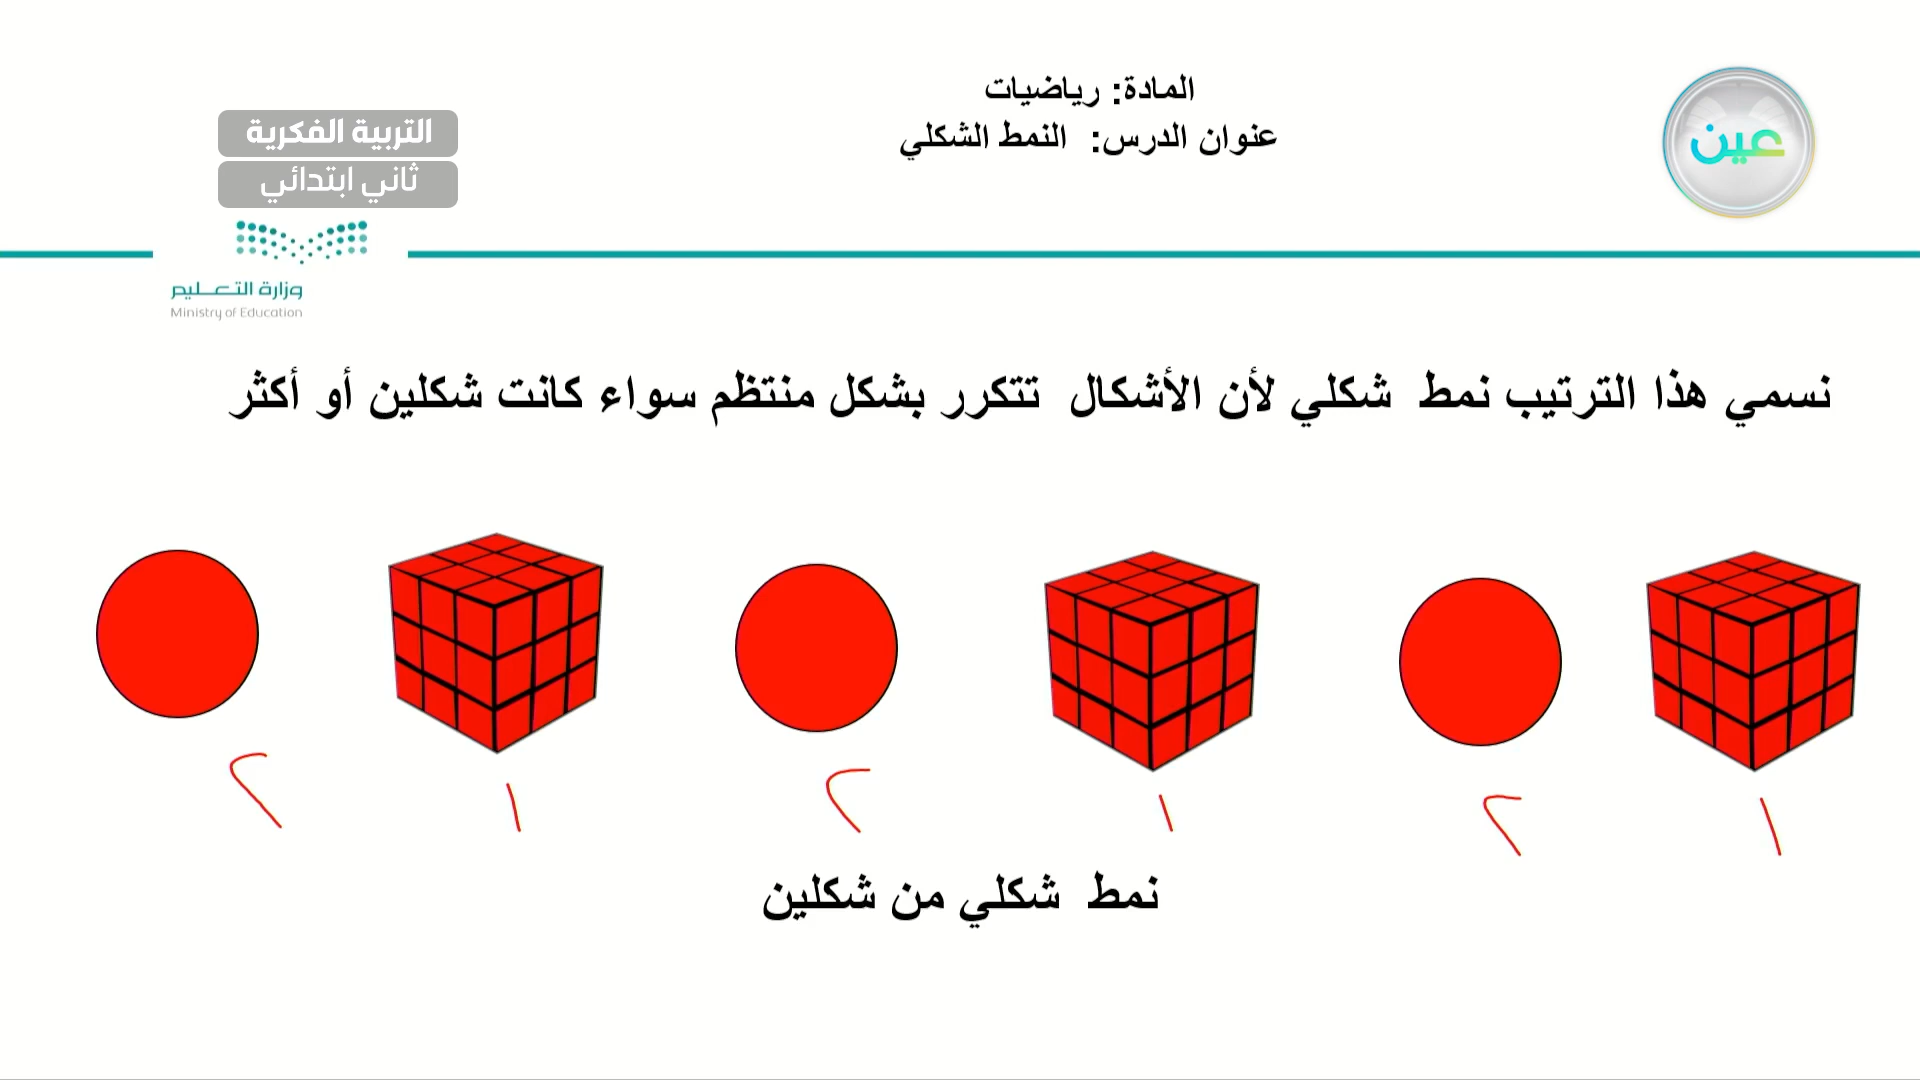 المادة: رياضيات
عنوان الدرس: النمط الشكلي
عين
التربية الفكرية
ثاني ابتدائي
وزارة التعليم
Ministry of Education
نسمي هذا الترتيب نمط شكلي لأن الأشكال تتكرر بشكل منتظم سواء كانت شكلين أو أكثر
١ ٢ ١ ٢ ١ ٢
نمط شكلي من شكلين